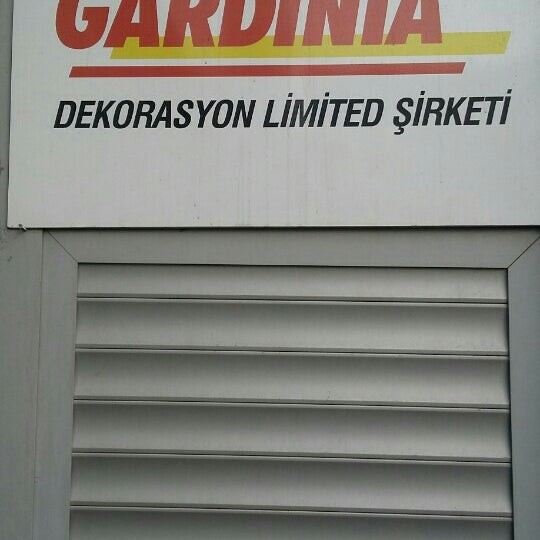 GARDINIA
DEKORASYON LİMİTED ŞİRKETİ